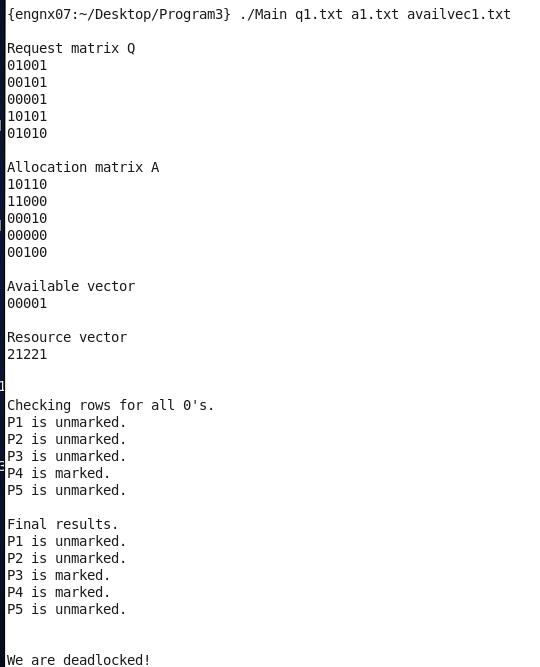 {engnx07:~/Desktop/Program3} ./Main q1.txt a1.txt availvec1.txt
Request matrix Q
01001
00101
00001
10101
01010
Allocation matrix A
10110
11000
00010
00000
00100
Available vector
00001
Resource vector
21221
Checking rows for all 0's.
P1 is unmarked.
P2 is unmarked.
P3 is unmarked.
P4 is marked.
P5 is unmarked.
Final results.
P1 is unmarked.
P2 is unmarked.
P3 is marked.
P4 is marked.
P5 is unmarked.
We are deadlocked!